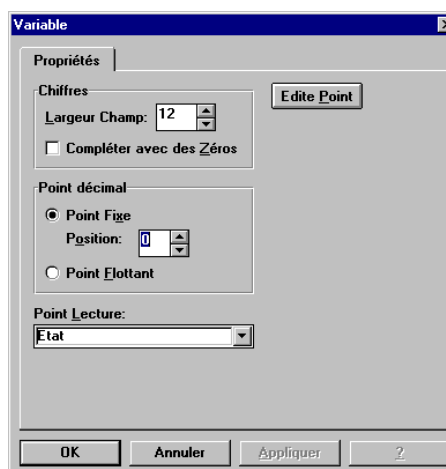 Variable
Propriétés
Chiffres
Largeur Champ: 12
Compléter avec des Zéros
Edite Point
Point décimal
Point Fixe
Position: 0
Point Flottant
Point Lecture:
Etat
OK Annuler Appliquer ?